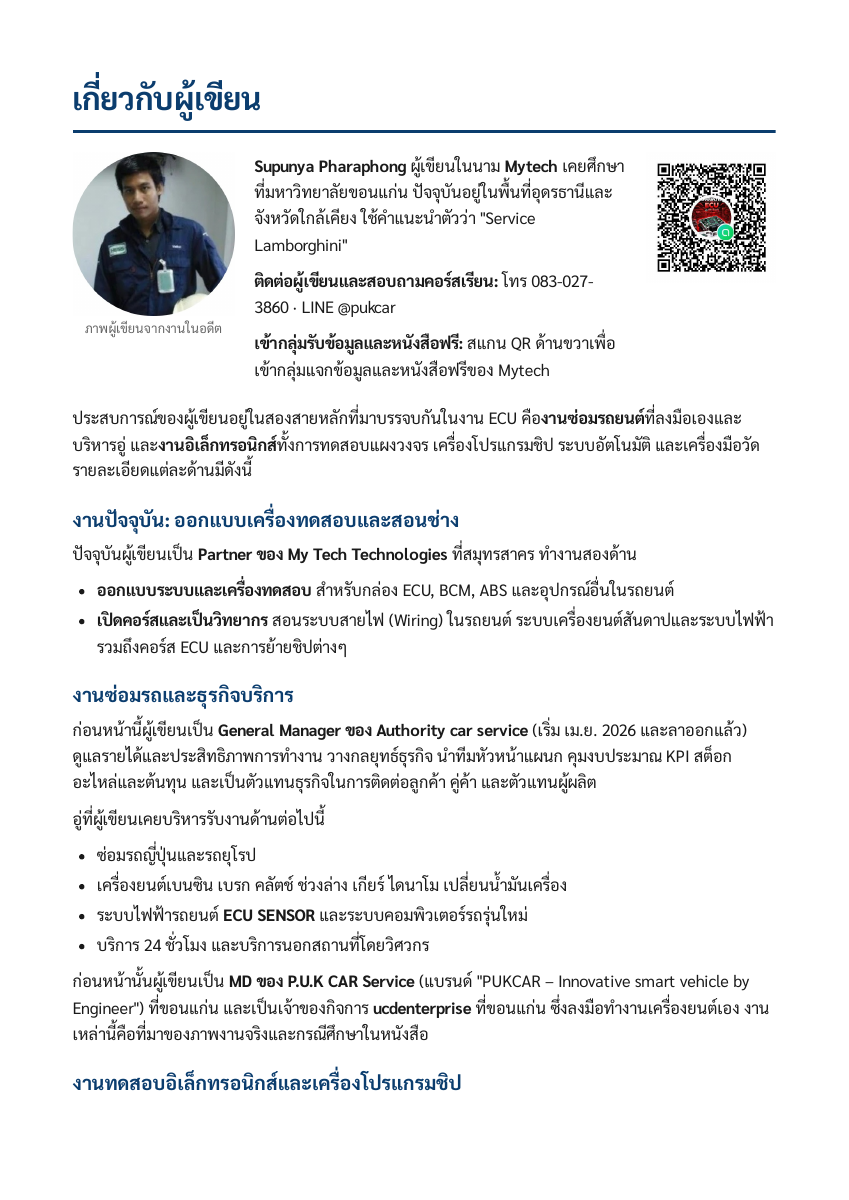 เกี่ยวกับผู้เขียน
Supunya Pharaphong ผู้เขียนในนาม Mytech เคยศึกษา
ที่มหาวิทยาลัยขอนแก่น ปัจจุบันอยู่ในพื้นที่อุดรธานีและ
จังหวัดใกล้เคียง ใช้คำแนะนำตัวว่า "Service
Lamborghini"
ติดต่อผู้เขียนและสอบถามคอร์สเรียน: โทร 083-027-
3860 · LINE @pukcar
ภาพผู้เขียนจากงานในอดีต
เข้ากลุ่มรับข้อมูลและหนังสือฟรี: สแกน QR ด้านขวาเพื่อ
เข้ากลุ่มแจกข้อมูลและหนังสือฟรีของ Mytech
ประสบการณ์ของผู้เขียนอยู่ในสองสายหลักที่มาบรรจบกันในงาน ECU คืองานซ่อมรถยนต์ที่ลงมือเองและ
บริหารอู่ และงานอิเล็กทรอนิกส์ทั้งการทดสอบแผงวงจร เครื่องโปรแกรมชิป ระบบอัตโนมัติ และเครื่องมือวัด
รายละเอียดแต่ละด้านมีดังนี้
งานปัจจุบัน: ออกแบบเครื่องทดสอบและสอนช่าง
ปัจจุบันผู้เขียนเป็น Partner ของ My Tech Technologies ที่สมุทรสาคร ทำงานสองด้าน
• ออกแบบระบบและเครื่องทดสอบ สำหรับกล่อง ECU, BCM, ABS และอุปกรณ์อื่นในรถยนต์
• เปิดคอร์สและเป็นวิทยากร สอนระบบสายไฟ (Wiring) ในรถยนต์ ระบบเครื่องยนต์สันดาปและระบบไฟฟ้า
รวมถึงคอร์ส ECU และการย้ายชิปต่างๆ
งานซ่อมรถและธุรกิจบริการ
ก่อนหน้านี้ผู้เขียนเป็น General Manager ของ Authority car service (เริ่ม เม.ย. 2026 และลาออกแล้ว)
ดูแลรายได้และประสิทธิภาพการทำงาน วางกลยุทธ์ธุรกิจ นำทีมหัวหน้าแผนก คุมงบประมาณ KPI สต็อก
อะไหล่และต้นทุน และเป็นตัวแทนธุรกิจในการติดต่อลูกค้า คู่ค้า และตัวแทนผู้ผลิต
อู่ที่ผู้เขียนเคยบริหารรับงานด้านต่อไปนี้
• ซ่อมรถญี่ปุ่นและรถยุโรป
• เครื่องยนต์เบนซิน เบรก คลัตช์ ช่วงล่าง เกียร์ ไดนาโม เปลี่ยนน้ำมันเครื่อง
• ระบบไฟฟ้ารถยนต์ ECU SENSOR และระบบคอมพิวเตอร์รถรุ่นใหม่
• บริการ 24 ชั่วโมง และบริการนอกสถานที่โดยวิศวกร
ก่อนหน้านั้นผู้เขียนเป็น MD ของ P.U.K CAR Service (แบรนด์ "PUKCAR – Innovative smart vehicle by
Engineer") ที่ขอนแก่น และเป็นเจ้าของกิจการ ucdenterprise ที่ขอนแก่น ซึ่งลงมือทำงานเครื่องยนต์เอง งาน
เหล่านี้คือที่มาของภาพงานจริงและกรณีศึกษาในหนังสือ
งานทดสอบอิเล็กทรอนิกส์และเครื่องโปรแกรมชิป